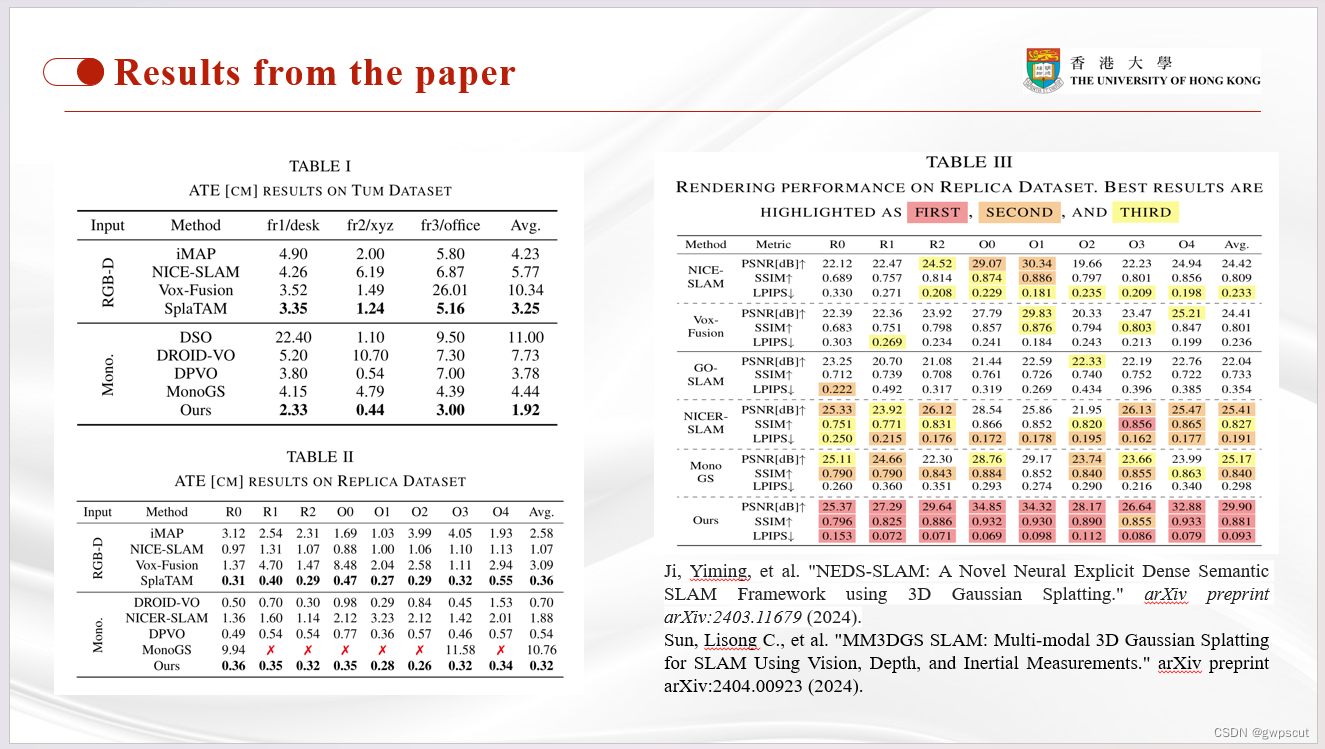 Results from the paper
香 港 大 學
THE UNIVERSITY OF HONG KONG
TABLE I
ATE [CM] RESULTS ON TUM DATASET
Input Method fr1/desk fr2/xyz fr3/office Avg.
RGB-D
iMAP 4.90 2.00 5.80 4.23
NICE-SLAM 4.26 6.19 6.87 5.77
Vox-Fusion 3.52 1.49 26.01 10.34
SplaTAM 3.35 1.24 5.16 3.25
Mono.
DSO 22.40 1.10 9.50 11.00
DROID-VO 5.20 10.70 7.30 7.73
DPVO 3.80 0.54 7.00 3.78
MonoGS 4.15 4.79 4.39 4.44
Ours 2.33 0.44 3.00 1.92
TABLE II
ATE [CM] RESULTS ON REPLICA DATASET
Input Method R0 R1 R2 O0 O1 O2 O3 O4 Avg.
RGB-D
iMAP 3.12 2.54 2.31 1.69 1.03 3.99 4.05 1.93 2.58
NICE-SLAM 0.97 1.31 1.07 0.88 1.00 1.06 1.10 1.13 1.07
Vox-Fusion 1.37 4.70 1.47 8.48 2.04 2.58 1.11 2.94 3.09
SplaTAM 0.31 0.40 0.29 0.47 0.27 0.29 0.32 0.55 0.36
Mono.
DROID-VO 0.50 0.70 0.30 0.98 0.29 0.84 0.45 1.53 0.70
NICER-SLAM 1.36 1.60 1.14 2.12 3.23 2.12 1.42 2.01 1.88
DPVO 0.49 0.54 0.54 0.77 0.36 0.57 0.46 0.57 0.54
MonoGS 9.94 ✗ ✗ ✗ ✗ ✗ 11.58 ✗ 10.76
Ours 0.36 0.35 0.32 0.35 0.28 0.26 0.32 0.34 0.32
TABLE III
RENDERING PERFORMANCE ON REPLICA DATASET. BEST RESULTS ARE
HIGHLIGHTED AS FIRST , SECOND , AND THIRD
Method Metric R0 R1 R2 O0 O1 O2 O3 O4 Avg.
NICE-
SLAM
PSNR[dB]↑ 22.12 22.47 24.52 29.07 30.34 19.66 22.23 24.94 24.42
SSIM↑ 0.689 0.757 0.814 0.874 0.886 0.797 0.801 0.856 0.809
LPIPS↓ 0.330 0.271 0.208 0.229 0.181 0.235 0.209 0.198 0.233
Vox-
Fusion
PSNR[dB]↑ 22.39 22.36 23.92 27.79 29.83 20.33 23.47 25.21 24.41
SSIM↑ 0.683 0.751 0.798 0.857 0.876 0.794 0.803 0.847 0.801
LPIPS↓ 0.303 0.269 0.234 0.241 0.184 0.243 0.213 0.199 0.236
GO-
SLAM
PSNR[dB]↑ 23.25 20.70 21.08 21.44 22.59 22.33 22.19 22.76 22.04
SSIM↑ 0.712 0.739 0.708 0.761 0.726 0.740 0.752 0.722 0.733
LPIPS↓ 0.222 0.492 0.317 0.319 0.269 0.434 0.396 0.385 0.354
NICER-
SLAM
PSNR[dB]↑ 25.33 23.92 26.12 28.54 25.86 21.95 26.13 25.47 25.41
SSIM↑ 0.751 0.771 0.831 0.866 0.852 0.820 0.856 0.865 0.827
LPIPS↓ 0.250 0.215 0.176 0.172 0.178 0.195 0.162 0.177 0.191
Mono
GS
PSNR[dB]↑ 25.11 24.66 22.30 28.76 29.17 23.74 23.66 23.99 25.17
SSIM↑ 0.790 0.790 0.843 0.884 0.852 0.840 0.855 0.863 0.840
LPIPS↓ 0.260 0.360 0.351 0.293 0.274 0.290 0.216 0.340 0.298
Ours
PSNR[dB]↑ 25.37 27.29 29.64 34.85 34.32 28.17 26.64 32.88 29.90
SSIM↑ 0.796 0.825 0.886 0.932 0.930 0.890 0.855 0.933 0.881
LPIPS↓ 0.153 0.072 0.071 0.069 0.098 0.112 0.086 0.079 0.093
Ji, Yiming, et al. "NEDS-SLAM: A Novel Neural Explicit Dense Semantic
SLAM Framework using 3D Gaussian Splatting." arXiv preprint
arXiv:2403.11679 (2024).
Sun, Lisong C., et al. "MM3DGS SLAM: Multi-modal 3D Gaussian Splatting
for SLAM Using Vision, Depth, and Inertial Measurements." arXiv preprint
arXiv:2404.00923 (2024).
CSDN @gwpscut